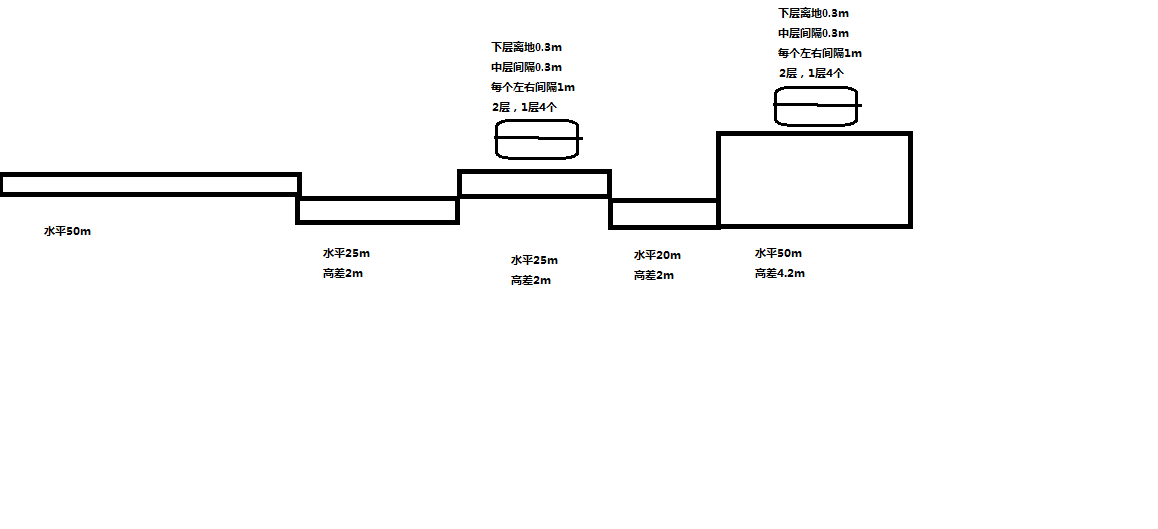 下层离地0.3m
中层间隔0.3m
每个左右间隔1m
2层，1层4个
下层离地0.3m
中层间隔0.3m
每个左右间隔1m
2层，1层4个
水平50m
水平25m
高差2m
水平25m
高差2m
水平20m
高差2m
水平50m
高差4.2m